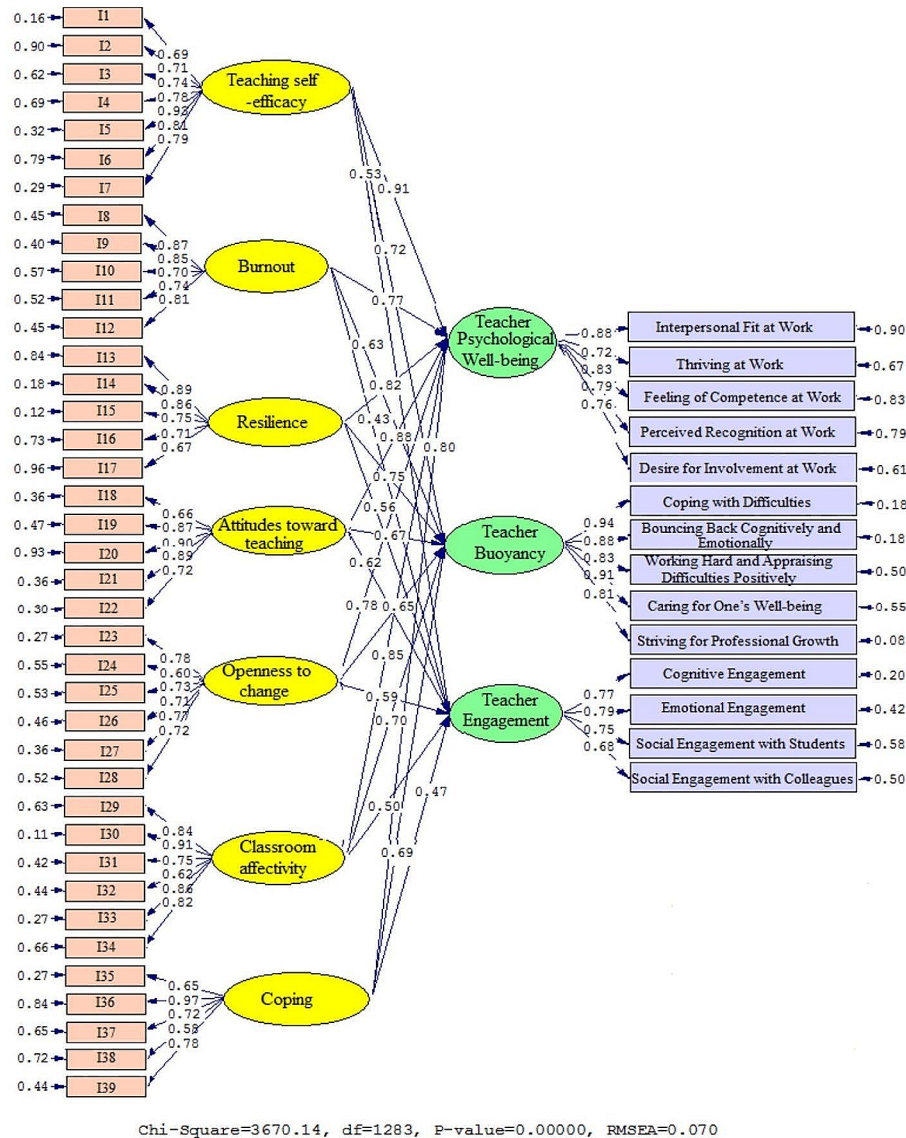 0.16 I1
0.90 I2
0.62 I3
0.69 I4
0.32 I5
0.79 I6
0.29 I7
0.45 I8
0.40 I9
0.57 I10
0.52 I11
0.45 I12
0.84 I13
0.18 I14
0.12 I15
0.73 I16
0.96 I17
0.36 I18
0.47 I19
0.93 I20
0.36 I21
0.30 I22
0.27 I23
0.55 I24
0.53 I25
0.46 I26
0.36 I27
0.52 I28
0.63 I29
0.11 I30
0.42 I31
0.44 I32
0.27 I33
0.66 I34
0.27 I35
0.84 I36
0.65 I37
0.72 I38
0.44 I39
0.69
0.71
0.74
0.78
0.81
0.79
Teaching self
-efficacy
0.87
0.85
0.70
0.74
0.81
Burnout
0.89
0.86
0.75
0.71
0.67
Resilience
0.66
0.87
0.90
0.89
0.72
Attitudes toward
teaching
0.78
0.60
0.73
0.71
0.72
Openness to
change
0.84
0.91
0.75
0.62
0.86
0.82
Classroom
affectivity
0.65
0.97
0.72
0.58
0.78
Coping
0.53
0.91
0.72
0.77
0.63
0.82
0.43
0.88
0.80
0.75
0.56
0.67
0.62
0.78
0.65
0.85
0.59
0.70
0.47
0.50
0.69
Teacher
Psychological
Well-being
0.88
0.72
0.83
0.79
0.76
Interpersonal Fit at Work 0.90
Thriving at Work 0.67
Feeling of Competence at Work 0.83
Perceived Recognition at Work 0.79
Desire for Involvement at Work 0.61
Teacher
Buoyancy
0.94
0.88
0.83
0.91
0.81
Coping with Difficulties 0.18
Bouncing Back Cognitively and
Emotionally 0.18
Working Hard and Appraising
Difficulties Positively 0.50
Caring for One's Well-being 0.55
Striving for Professional Growth 0.08
Teacher
Engagement
0.77
0.79
0.75
0.68
Cognitive Engagement 0.20
Emotional Engagement 0.42
Social Engagement with Students 0.58
Social Engagement with Colleagues 0.50
Chi-Square=3670.14, df=1283, P-value=0.00000, RMSEA=0.070